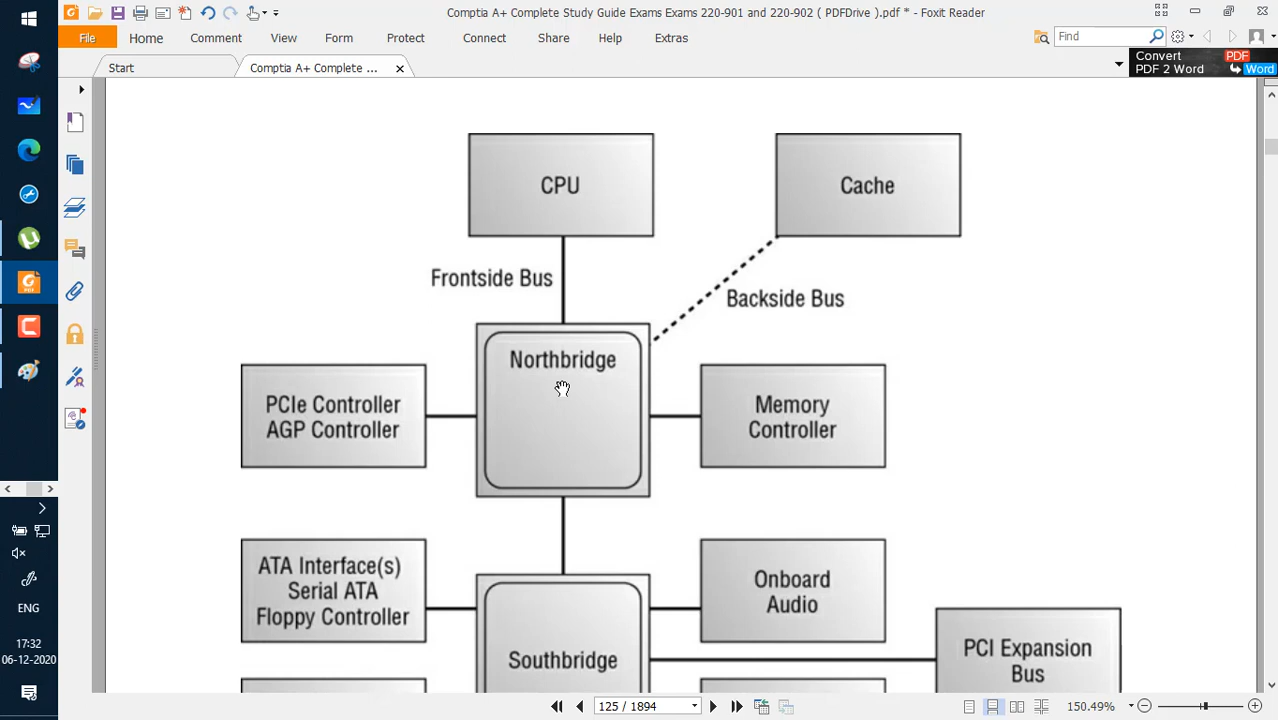 Comptia A+ Complete Study Guide Exams Exams 220-901 and 220-902 ( PDFDrive ).pdf * - Foxit Reader
File
Home
Comment
View
Form
Protect
Connect
Share
Help
Extras
Find
Start
Comptia A+ Complete ...
Convert
PDF 2 Word
PDF
Word
CPU
Cache
Frontside Bus
Backside Bus
Northbridge
PCIe Controller
AGP Controller
Memory
Controller
ATA Interface(s)
Serial ATA
Floppy Controller
Onboard
Audio
Southbridge
PCI Expansion
Bus
ENG
17:32
06-12-2020
125 / 1894
150.49%